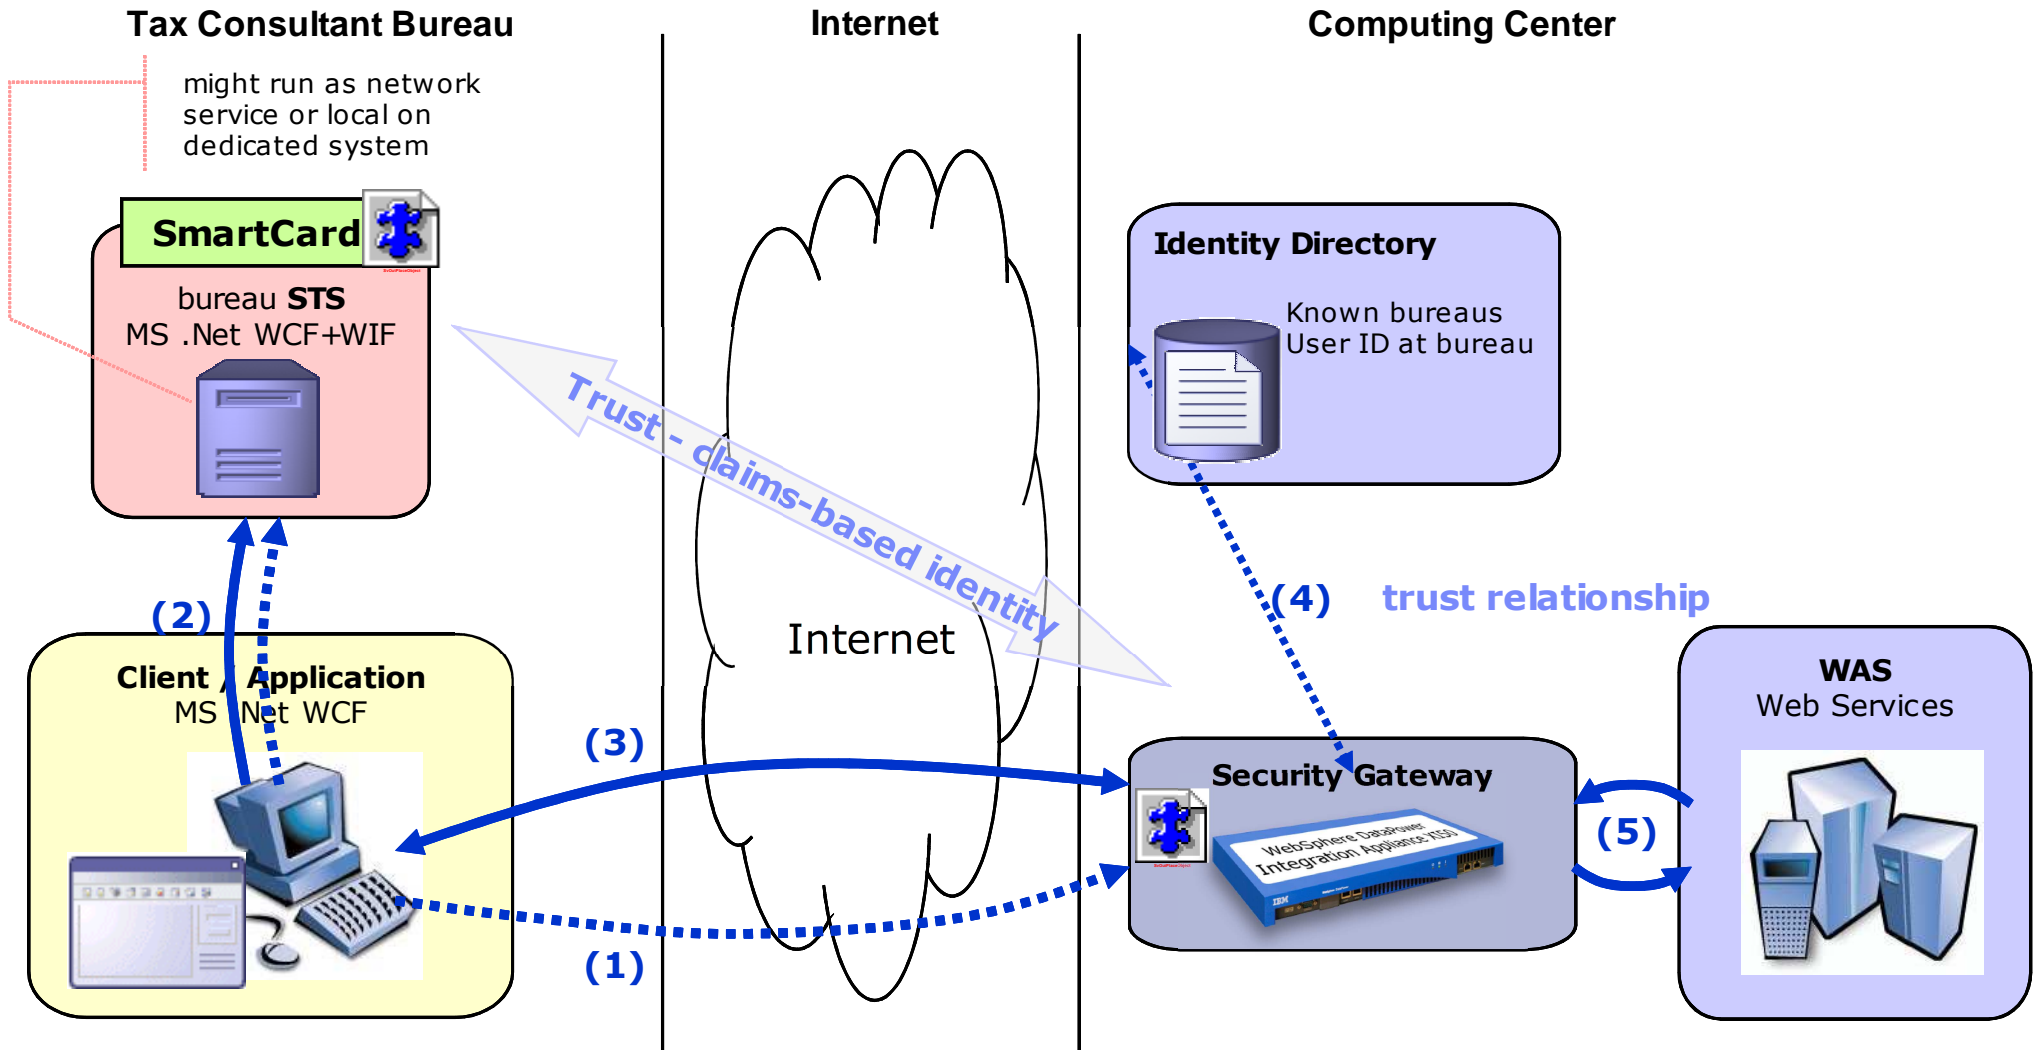 Tax Consultant Bureau
Internet
Computing Center
might run as network
service or local on
dedicated system
SmartCard
bureau STS
MS .Net WCF+WIF
Identity Directory
Known bureaus
User ID at bureau
Trust - claims-based identity
(2)
(4)
trust relationship
Internet
Client / Application
MS .Net WCF
WAS
Web Services
(3)
Security Gateway
WebSphere DataPower
Integration Appliance XI50
IBM
(5)
(1)